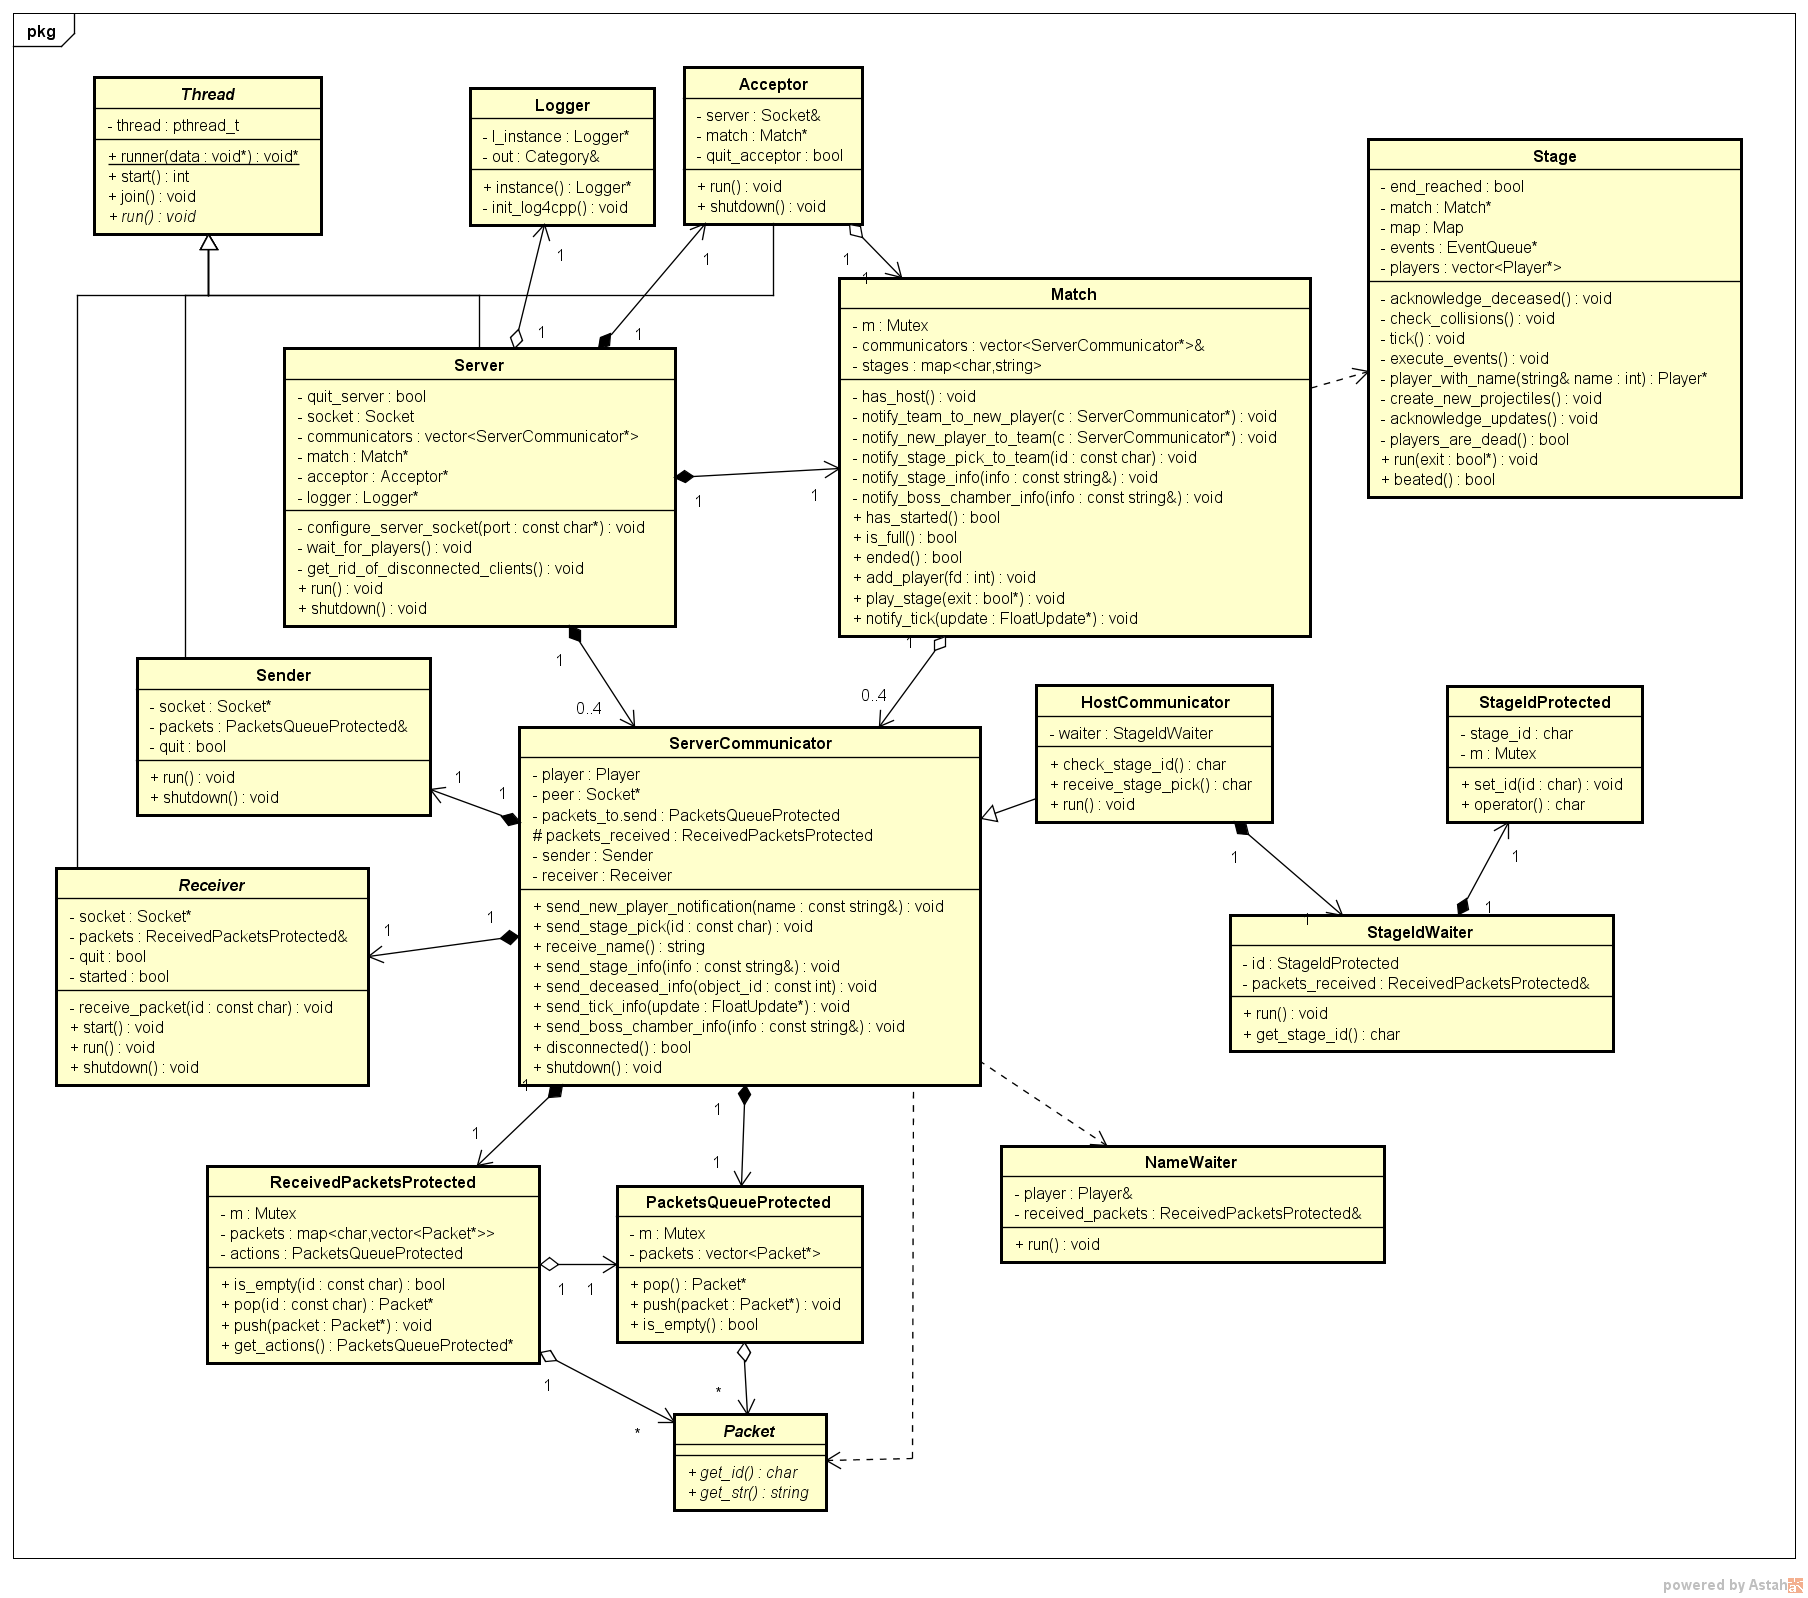 pkg
Thread
- thread : pthread_t
+ runner(data : void*) : void*
+ start() : int
+ join() : void
+ run() : void
Logger
- l_instance : Logger*
- out : Category&
+ instance() : Logger*
- init_log4cpp() : void
Acceptor
- server : Socket&
- match : Match*
- quit_acceptor : bool
+ run() : void
+ shutdown() : void
Stage
- end_reached : bool
- match : Match*
- map : Map
- events : EventQueue*
- players : vector<Player*>
- acknowledge_deceased() : void
- check_collisions() : void
- tick() : void
- execute_events() : void
- player_with_name(string& name : int) : Player*
- create_new_projectiles() : void
- acknowledge_updates() : void
- players_are_dead() : bool
+ run(exit : bool*) : void
+ beated() : bool
1
1
1
1
1
1
Match
- m : Mutex
- communicators : vector<ServerCommunicator*>&
- stages : map<char,string>
- has_host() : void
- notify_team_to_new_player(c : ServerCommunicator*) : void
- notify_new_player_to_team(c : ServerCommunicator*) : void
- notify_stage_pick_to_team(id : const char) : void
- notify_stage_info(info : const string&) : void
- notify_boss_chamber_info(info : const string&) : void
+ has_started() : bool
+ is_full() : bool
+ ended() : bool
+ add_player(fd : int) : void
+ play_stage(exit : bool*) : void
+ notify_tick(update : FloatUpdate*) : void
Server
- quit_server : bool
- socket : Socket
- communicators : vector<ServerCommunicator*>
- match : Match*
- acceptor : Acceptor*
- logger : Logger*
- configure_server_socket(port : const char*) : void
- wait_for_players() : void
- get_rid_of_disconnected_clients() : void
+ run() : void
+ shutdown() : void
1
1
1
0..4
1
0..4
Sender
- socket : Socket*
- packets : PacketsQueueProtected&
- quit : bool
+ run() : void
+ shutdown() : void
HostCommunicator
- waiter : StageIdWaiter
+ check_stage_id() : char
+ receive_stage_pick() : char
+ run() : void
StageIdProtected
- stage_id : char
- m : Mutex
+ set_id(id : char) : void
+ operator() : char
ServerCommunicator
- player : Player
- peer : Socket*
- packets_to.send : PacketsQueueProtected
# packets_received : ReceivedPacketsProtected
- sender : Sender
- receiver : Receiver
+ send_new_player_notification(name : const string&) : void
+ send_stage_pick(id : const char) : void
+ receive_name() : string
+ send_stage_info(info : const string&) : void
+ send_deceased_info(object_id : const int) : void
+ send_tick_info(update : FloatUpdate*) : void
+ send_boss_chamber_info(info : const string&) : void
+ disconnected() : bool
+ shutdown() : void
1
1
1
1
1
1
1
1
Receiver
- socket : Socket*
- packets : ReceivedPacketsProtected&
- quit : bool
- started : bool
- receive_packet(id : const char) : void
+ start() : void
+ run() : void
+ shutdown() : void
StageIdWaiter
- id : StageIdProtected
- packets_received : ReceivedPacketsProtected&
+ run() : void
+ get_stage_id() : char
1
1
1
1
NameWaiter
- player : Player&
- received_packets : ReceivedPacketsProtected&
+ run() : void
ReceivedPacketsProtected
- m : Mutex
- packets : map<char,vector<Packet*>>
- actions : PacketsQueueProtected
+ is_empty(id : const char) : bool
+ pop(id : const char) : Packet*
+ push(packet : Packet*) : void
+ get_actions() : PacketsQueueProtected*
PacketsQueueProtected
- m : Mutex
- packets : vector<Packet*>
+ pop() : Packet*
+ push(packet : Packet*) : void
+ is_empty() : bool
1
1
1
*
*
Packet
+ get_id() : char
+ get_str() : string
powered by Astah